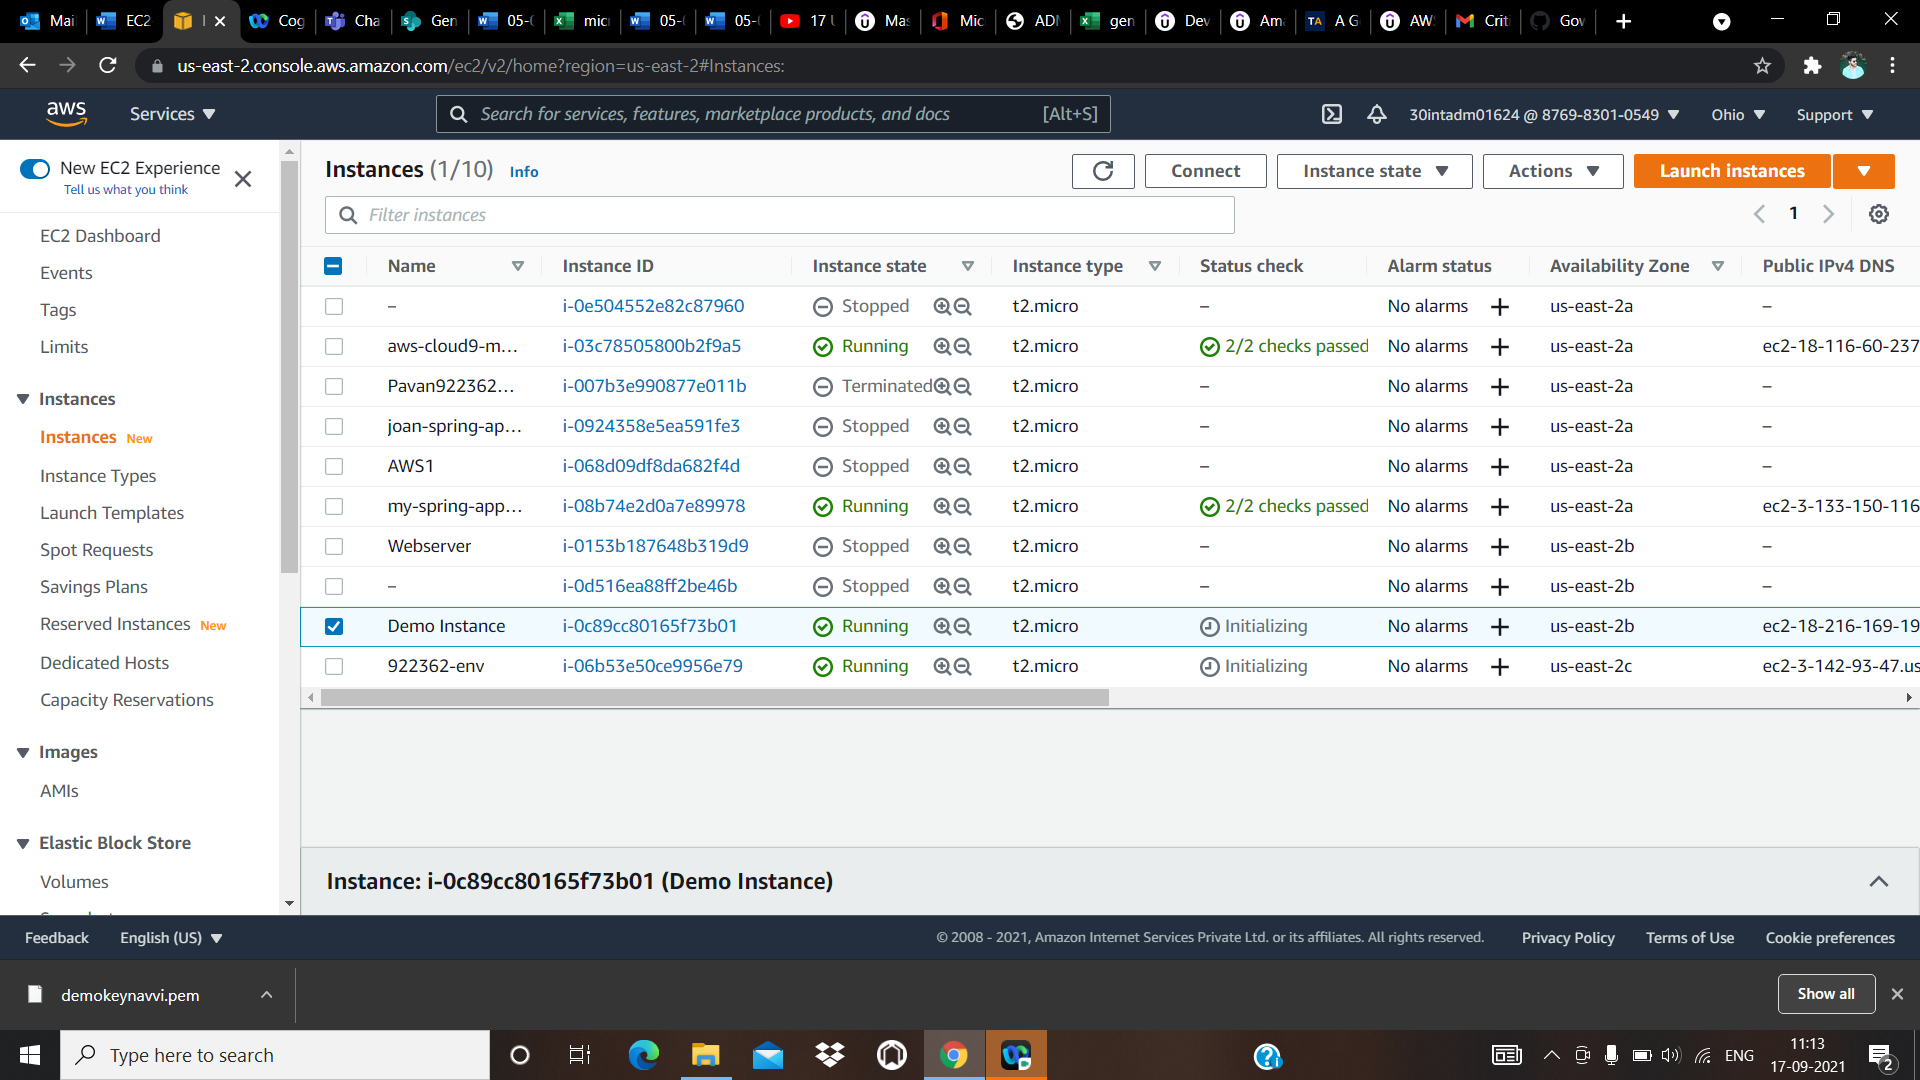 Mail
EC2
I
Cog
Cha
Gen
05-0
micr
05-0
05-0
17 U
Mas
Mic
ADM
gen
Dev
Ama
A G
AWS
Criti
Gov
us-east-2.console.aws.amazon.com/ec2/v2/home?region=us-east-2#Instances:
aws
Services
Search for services, features, marketplace products, and docs [Alt+S]
30intadm01624 @ 8769-8301-0549
Ohio
Support
New EC2 Experience
Tell us what you think
EC2 Dashboard
Events
Tags
Limits
Instances
Instances New
Instance Types
Launch Templates
Spot Requests
Savings Plans
Reserved Instances New
Dedicated Hosts
Capacity Reservations
Images
AMIs
Elastic Block Store
Volumes
Instances (1/10) Info
Connect
Instance state
Actions
Launch instances
Filter instances
1
Name Instance ID Instance state Instance type Status check Alarm status Availability Zone Public IPv4 DNS
– i-0e504552e82c87960 Stopped t2.micro – No alarms + us-east-2a –
aws-cloud9-m... i-03c78505800b2f9a5 Running t2.micro 2/2 checks passed No alarms + us-east-2a ec2-18-116-60-237
Pavan922362... i-007b3e990877e011b Terminated t2.micro – No alarms + us-east-2a –
joan-spring-ap... i-0924358e5ea591fe3 Stopped t2.micro – No alarms + us-east-2a –
AWS1 i-068d09df8da682f4d Stopped t2.micro – No alarms + us-east-2a –
my-spring-app... i-08b74e2d0a7e89978 Running t2.micro 2/2 checks passed No alarms + us-east-2a ec2-3-133-150-116
Webserver i-0153b187648b319d9 Stopped t2.micro – No alarms + us-east-2b –
– i-0d516ea88ff2be46b Stopped t2.micro – No alarms + us-east-2b –
Demo Instance i-0c89cc80165f73b01 Running t2.micro Initializing No alarms + us-east-2b ec2-18-216-169-19
922362-env i-06b53e50ce9956e79 Running t2.micro Initializing No alarms + us-east-2c ec2-3-142-93-47.us
Instance: i-0c89cc80165f73b01 (Demo Instance)
Feedback
English (US)
© 2008 - 2021, Amazon Internet Services Private Ltd. or its affiliates. All rights reserved.
Privacy Policy
Terms of Use
Cookie preferences
demokeynavvi.pem
Show all
Type here to search
ENG
11:13
17-09-2021
2